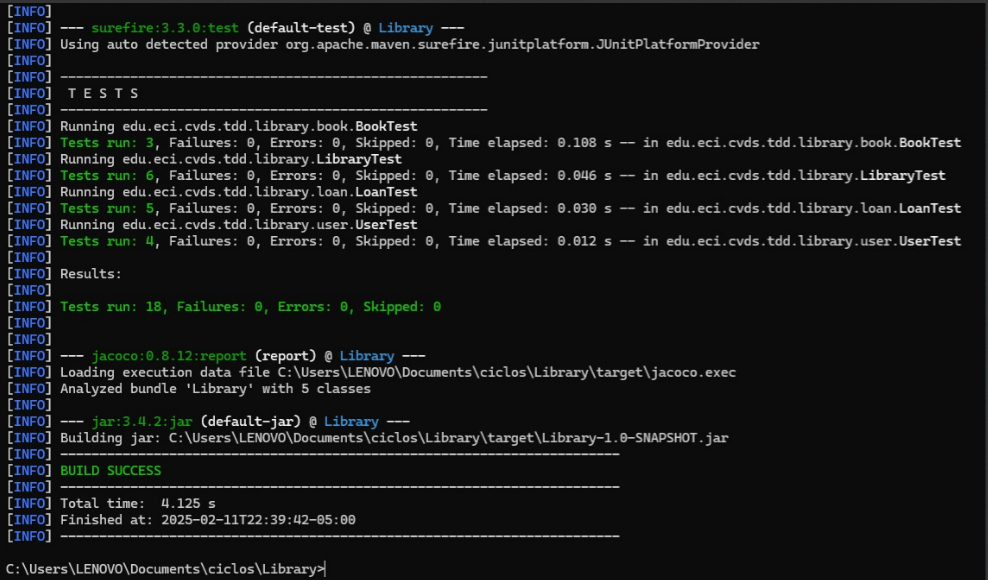 [INFO]
[INFO] --- surefire:3.3.0:test (default-test) @ Library ---
[INFO] Using auto detected provider org.apache.maven.surefire.junitplatform.JUnitPlatformProvider
[INFO]
[INFO] -------------------------------------------------------
[INFO]  T E S T S
[INFO] -------------------------------------------------------
[INFO] Running edu.eci.cvds.tdd.library.book.BookTest
[INFO] Tests run: 3, Failures: 0, Errors: 0, Skipped: 0, Time elapsed: 0.108 s -- in edu.eci.cvds.tdd.library.book.BookTest
[INFO] Running edu.eci.cvds.tdd.library.LibraryTest
[INFO] Tests run: 6, Failures: 0, Errors: 0, Skipped: 0, Time elapsed: 0.046 s -- in edu.eci.cvds.tdd.library.LibraryTest
[INFO] Running edu.eci.cvds.tdd.library.loan.LoanTest
[INFO] Tests run: 5, Failures: 0, Errors: 0, Skipped: 0, Time elapsed: 0.030 s -- in edu.eci.cvds.tdd.library.loan.LoanTest
[INFO] Running edu.eci.cvds.tdd.library.user.UserTest
[INFO] Tests run: 4, Failures: 0, Errors: 0, Skipped: 0, Time elapsed: 0.012 s -- in edu.eci.cvds.tdd.library.user.UserTest
[INFO]
[INFO] Results:
[INFO]
[INFO] Tests run: 18, Failures: 0, Errors: 0, Skipped: 0
[INFO]
[INFO]
[INFO] --- jacoco:0.8.12:report (report) @ Library ---
[INFO] Loading execution data file C:\Users\LENOVO\Documents\ciclos\Library\target\jacoco.exec
[INFO] Analyzed bundle 'Library' with 5 classes
[INFO]
[INFO] --- jar:3.4.2:jar (default-jar) @ Library ---
[INFO] Building jar: C:\Users\LENOVO\Documents\ciclos\Library\target\Library-1.0-SNAPSHOT.jar
[INFO] ------------------------------------------------------------------------
[INFO] BUILD SUCCESS
[INFO] ------------------------------------------------------------------------
[INFO] Total time:  4.125 s
[INFO] Finished at: 2025-02-11T22:39:42-05:00
[INFO] ------------------------------------------------------------------------
C:\Users\LENOVO\Documents\ciclos\Library>